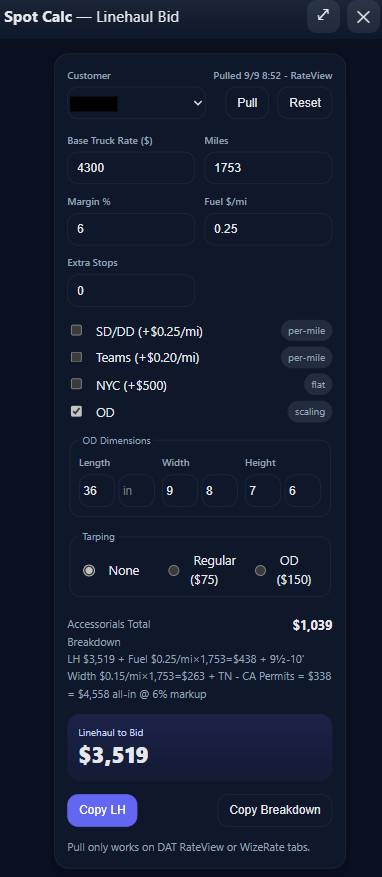 Spot Calc — Linehaul Bid
Customer
Pulled 9/9 8:52 - RateView
Pull
Reset
Base Truck Rate ($)
Miles
4300
1753
Margin %
Fuel $/mi
6
0.25
Extra Stops
0
SD/DD (+$0.25/mi)
per-mile
Teams (+$0.20/mi)
per-mile
NYC (+$500)
flat
OD
scaling
OD Dimensions
Length
Width
Height
36
in
9
8
7
6
Tarping
None
Regular ($75)
OD ($150)
Accessorials Total
$1,039
Breakdown
LH $3,519 + Fuel $0.25/mi×1,753=$438 + 9½-10'
Width $0.15/mi×1,753=$263 + TN - CA Permits = $338
= $4,558 all-in @ 6% markup
Linehaul to Bid
$3,519
Copy LH
Copy Breakdown
Pull only works on DAT RateView or WizeRate tabs.